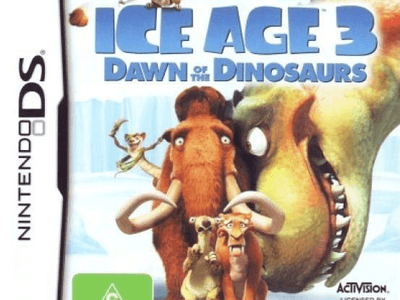 ICE AGE 3
DAWN OF THE DINOSAURS
NINTENDO DS
G
ACTIVISION
LICENSED BY